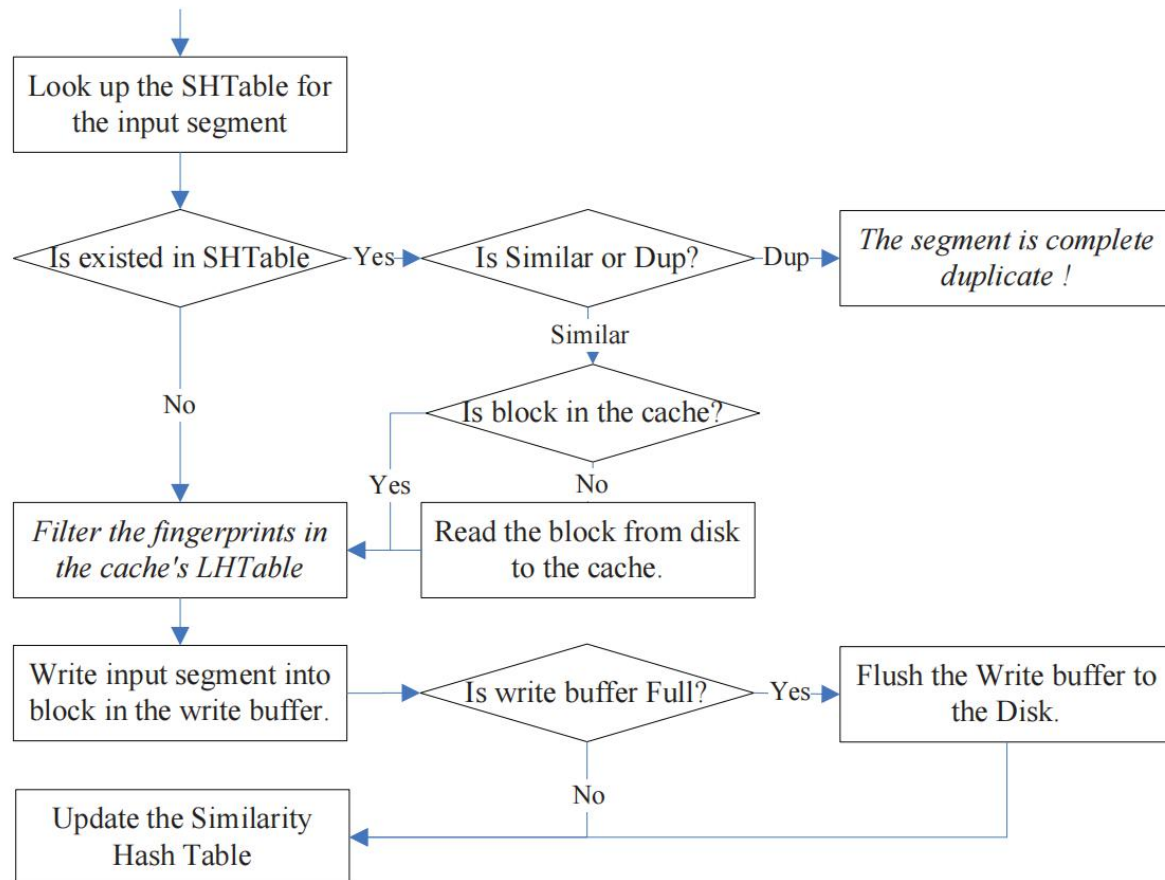 Look up the SHTable for
the input segment
Is existed in SHTable
Yes
Is Similar or Dup?
Dup
The segment is complete
duplicate !
Similar
No
Is block in the cache?
Yes
No
Filter the fingerprints in
the cache's LHTable
Read the block from disk
to the cache.
Write input segment into
block in the write buffer.
Is write buffer Full?
Yes
Flush the Write buffer to
the Disk.
No
Update the Similarity
Hash Table